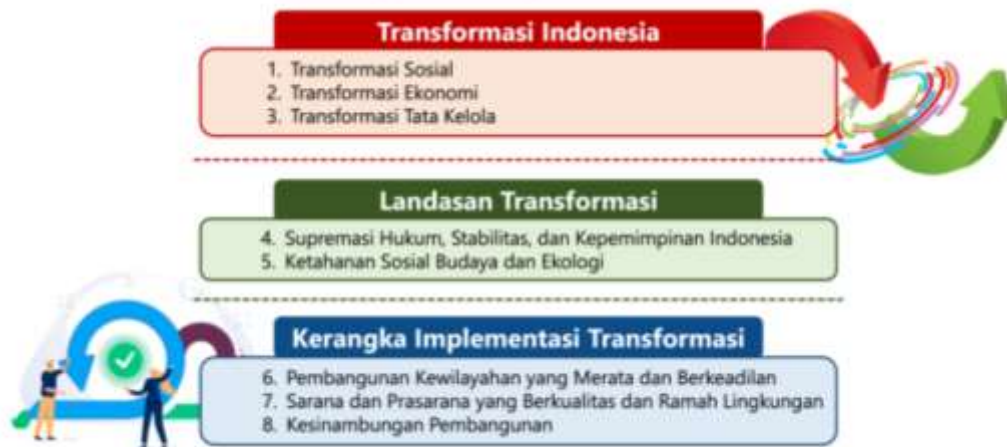 Transformasi Indonesia
1. Transformasi Sosial
2. Transformasi Ekonomi
3. Transformasi Tata Kelola
Landasan Transformasi
4. Supremasi Hukum, Stabilitas, dan Kepemimpinan Indonesia
5. Ketahanan Sosial Budaya dan Ekologi
Kerangka Implementasi Transformasi
6. Pembangunan Kewilayahan yang Merata dan Berkeadilan
7. Sarana dan Prasarana yang Berkualitas dan Ramah Lingkungan
8. Kesinambungan Pembangunan